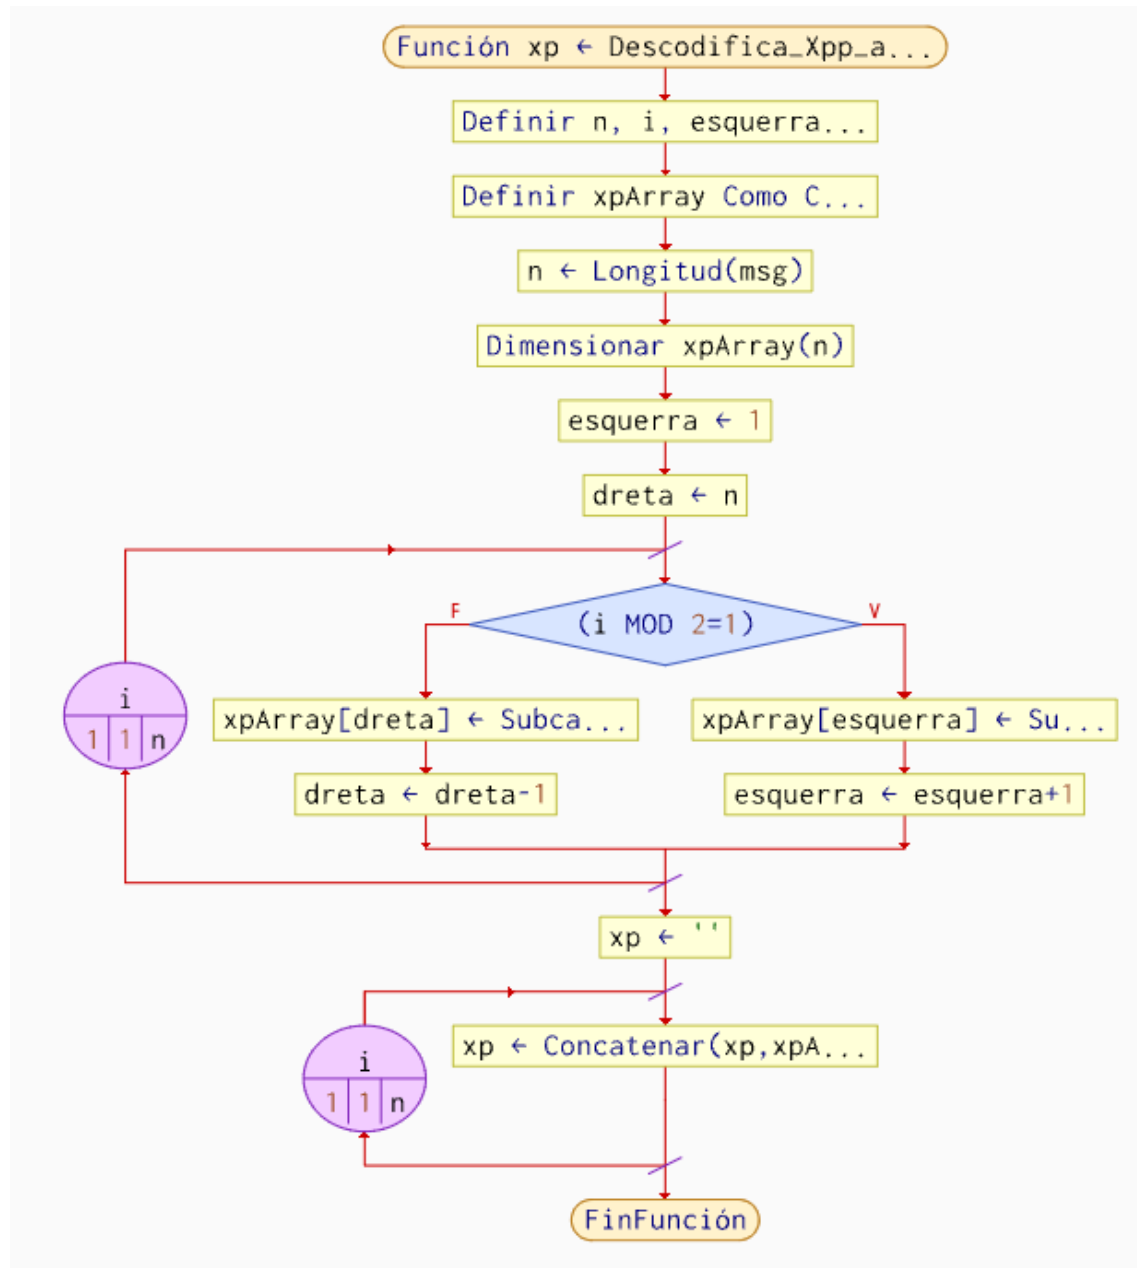 Función xp ← Descodifica_Xpp_a...
Definir n, i, esquerra...
Definir xpArray Como C...
n ← Longitud(msg)
Dimensionar xpArray(n)
esquerra ← 1
dreta ← n
F
(i MOD 2=1)
V
i
1 1 n
xpArray[dreta] ← Subca...
xpArray[esquerra] ← Su...
dreta ← dreta-1
esquerra ← esquerra+1
xp ← ''
xp ← Concatenar(xp,xpA...
i
1 1 n
FinFunción